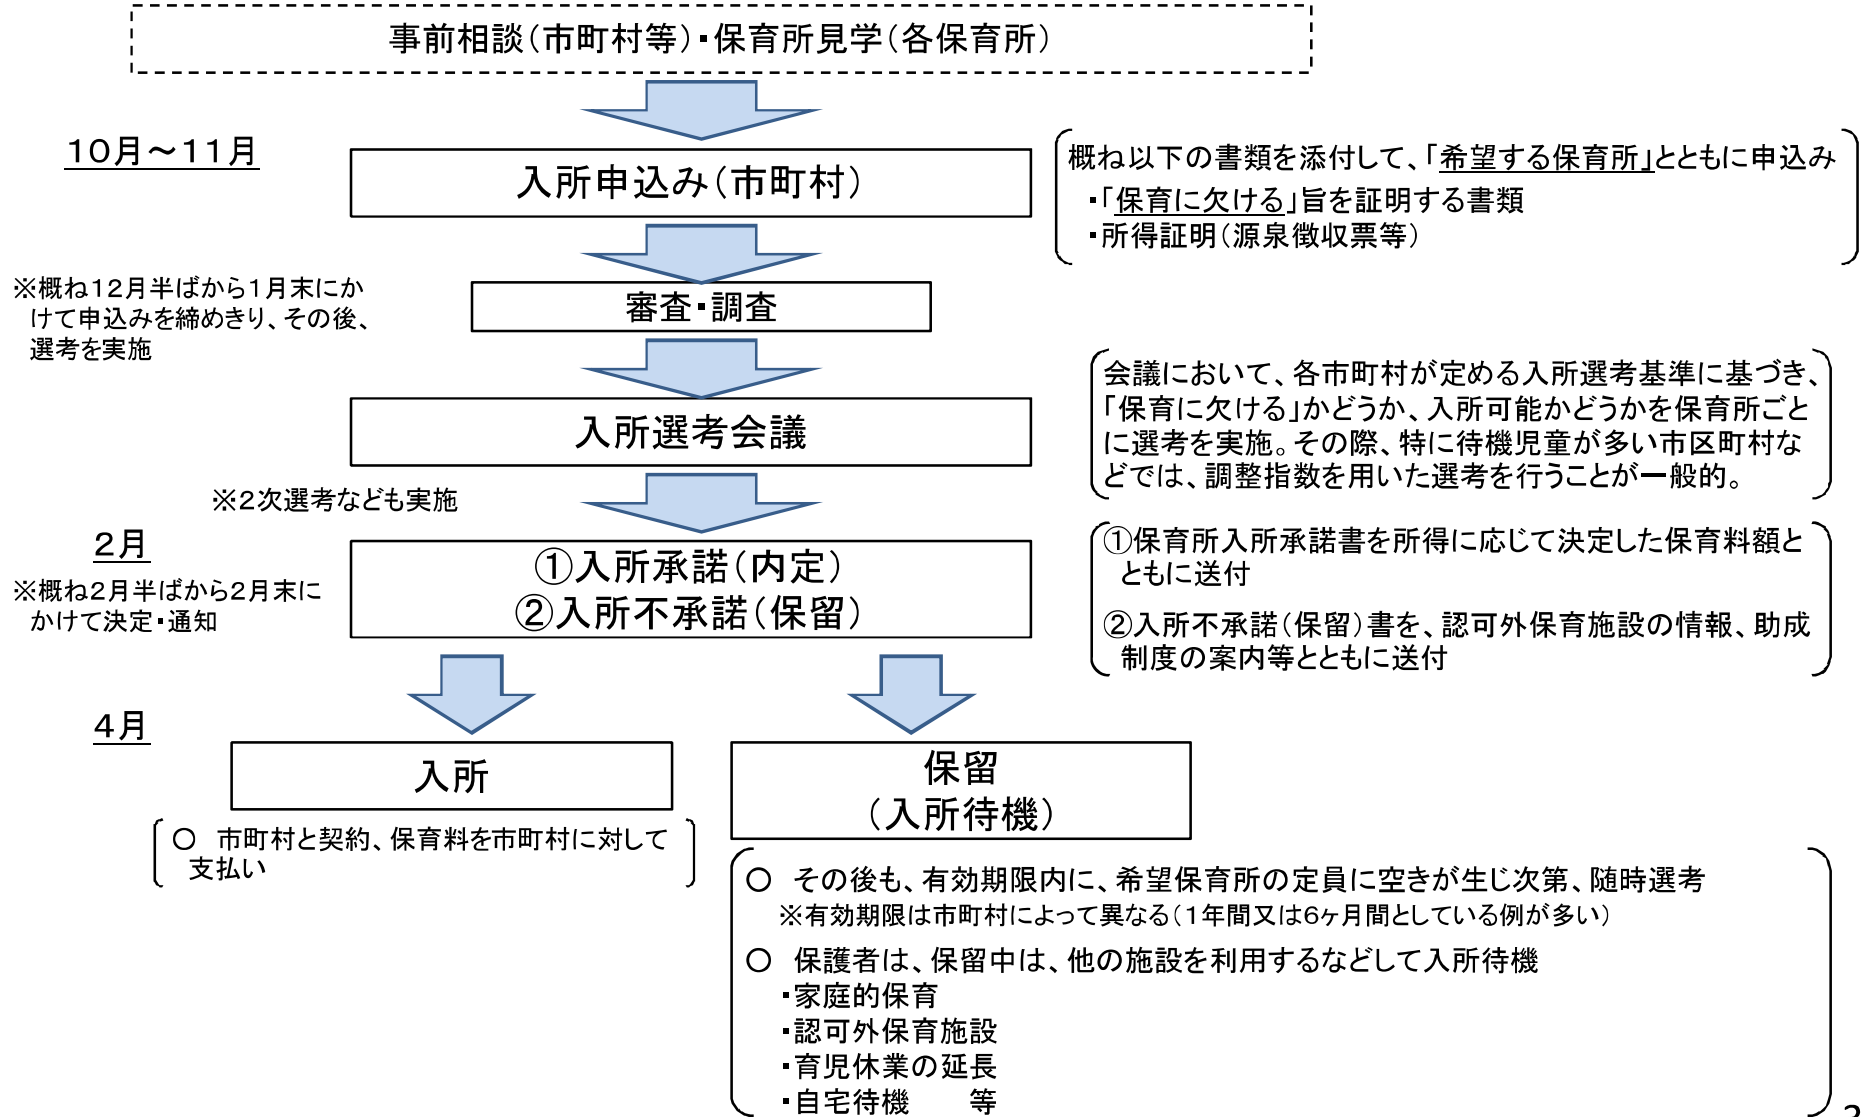 事前相談（市町村等）・保育所見学（各保育所）
１０月～１１月
入所申込み（市町村）
概ね以下の書類を添付して、「希望する保育所」とともに申込み
・「保育に欠ける」旨を証明する書類
・所得証明（源泉徴収票等）
※概ね１２月半ばから１月末にか
けて申込みを締めきり、その後、
選考を実施
審査・調査
入所選考会議
会議において、各市町村が定める入所選考基準に基づき、
「保育に欠ける」かどうか、入所可能かどうかを保育所ごと
に選考を実施。その際、特に待機児童が多い市区町村な
どでは、調整指数を用いた選考を行うことが一般的。
※２次選考なども実施
２月
※概ね２月半ばから２月末に
かけて決定・通知
①入所承諾（内定）
②入所不承諾（保留）
①保育所入所承諾書を所得に応じて決定した保育料額と
ともに送付
②入所不承諾（保留）書を、認可外保育施設の情報、助成
制度の案内等とともに送付
４月
入所
○　市町村と契約、保育料を市町村に対して
支払い
保留
（入所待機）
○　その後も、有効期限内に、希望保育所の定員に空きが生じ次第、随時選考
※有効期限は市町村によって異なる（１年間又は６ヶ月間としている例が多い）
○　保護者は、保留中は、他の施設を利用するなどして入所待機
・家庭的保育
・認可外保育施設
・育児休業の延長
・自宅待機　　等